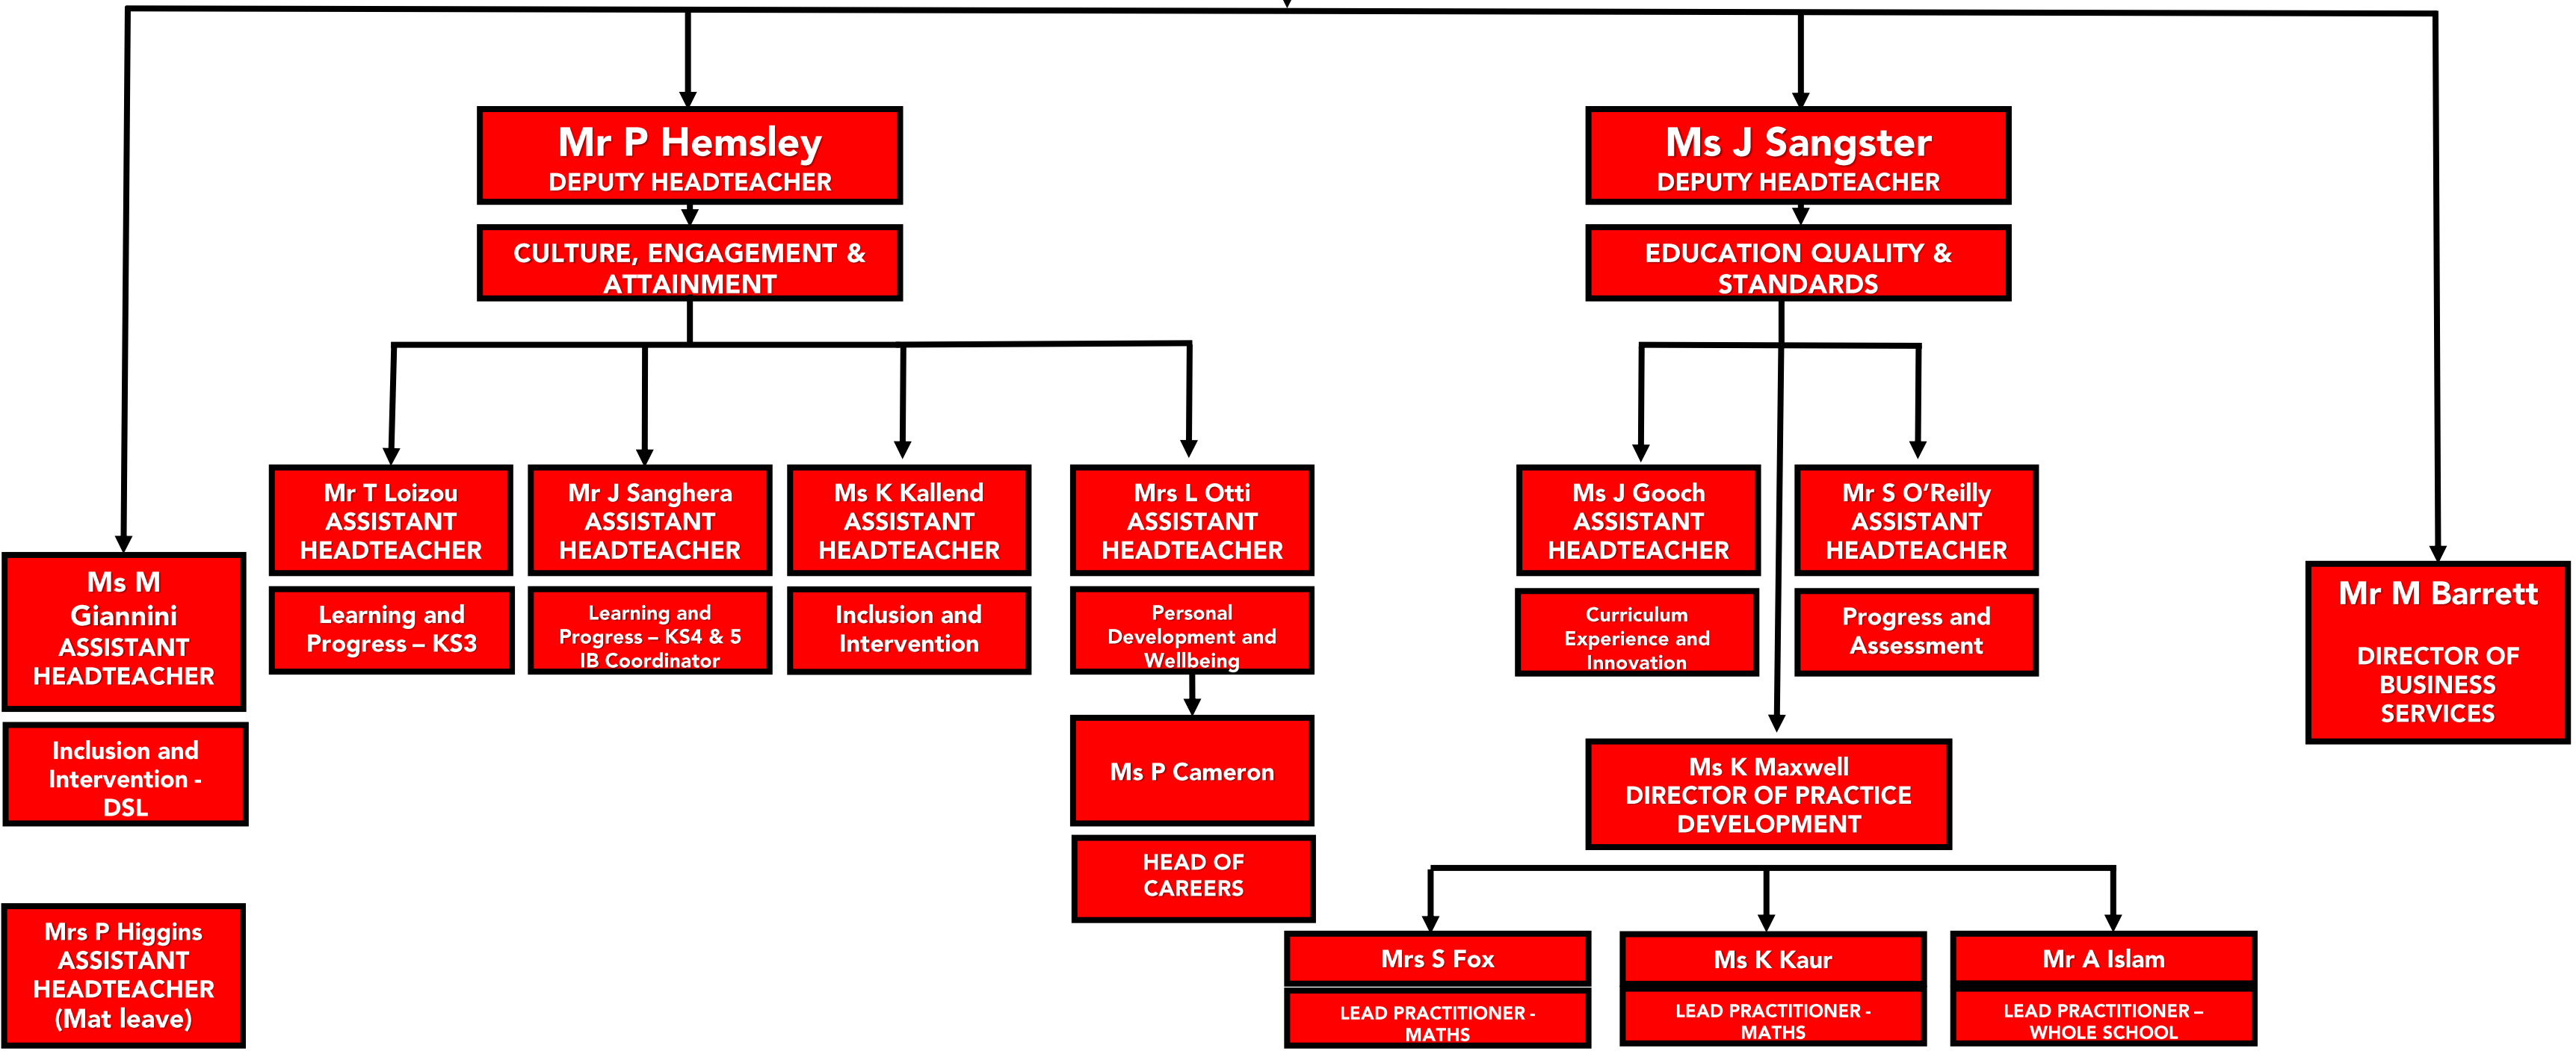 Mr P Hemsley
DEPUTY HEADTEACHER
Ms J Sangster
DEPUTY HEADTEACHER
CULTURE, ENGAGEMENT &
ATTAINMENT
EDUCATION QUALITY &
STANDARDS
Mr T Loizou
ASSISTANT
HEADTEACHER
Learning and
Progress – KS3
Mr J Sanghera
ASSISTANT
HEADTEACHER
Learning and
Progress – KS4 & 5
IB Coordinator
Ms K Kallend
ASSISTANT
HEADTEACHER
Inclusion and
Intervention
Mrs L Otti
ASSISTANT
HEADTEACHER
Personal
Development and
Wellbeing
Ms J Gooch
ASSISTANT
HEADTEACHER
Curriculum
Experience and
Innovation
Mr S O’Reilly
ASSISTANT
HEADTEACHER
Progress and
Assessment
Ms M
Giannini
ASSISTANT
HEADTEACHER
Inclusion and
Intervention -
DSL
Mr M Barrett
DIRECTOR OF
BUSINESS
SERVICES
Ms P Cameron
HEAD OF
CAREERS
Ms K Maxwell
DIRECTOR OF PRACTICE
DEVELOPMENT
Mrs P Higgins
ASSISTANT
HEADTEACHER
(Mat leave)
Mrs S Fox
LEAD PRACTITIONER -
MATHS
Ms K Kaur
LEAD PRACTITIONER -
MATHS
Mr A Islam
LEAD PRACTITIONER –
WHOLE SCHOOL